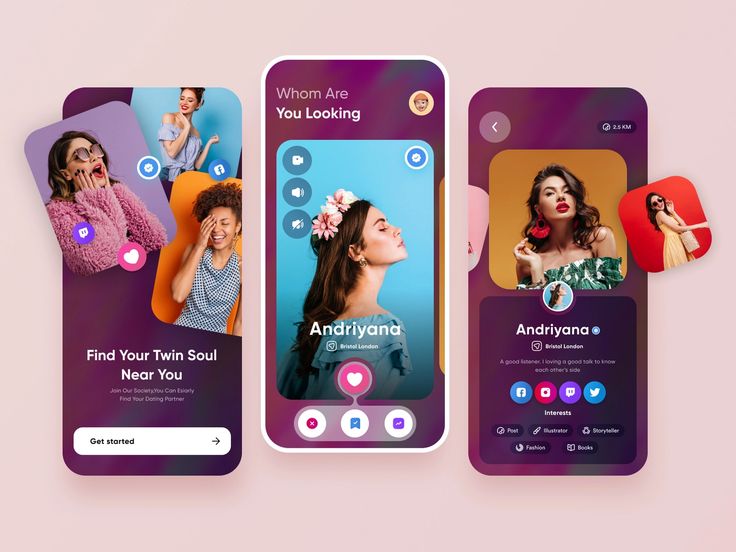 Find Your Twin Soul
Near You
Join Our Society,You Can Esiarly
Find Your Dating Partner
Get started
Whom Are
You Looking
Andriyana
Bristol London
2.5 KM
Andriyana
Bristol London
A good listener. I loving a good talk to know
each other's side
Interests
Post
Illustrator
Storyteller
Fashion
Books